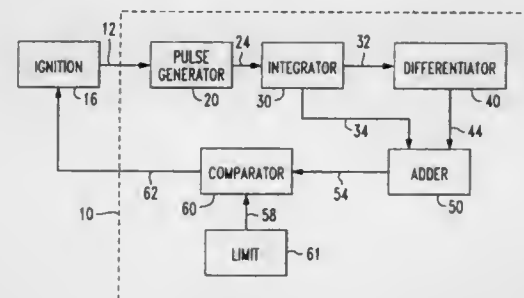 12
24
32
IGNITION
PULSE
GENERATOR
INTEGRATOR
DIFFERENTIATOR
16
20
30
40
34
44
COMPARATOR
ADDER
62
60
58
54
50
10
LIMIT
61